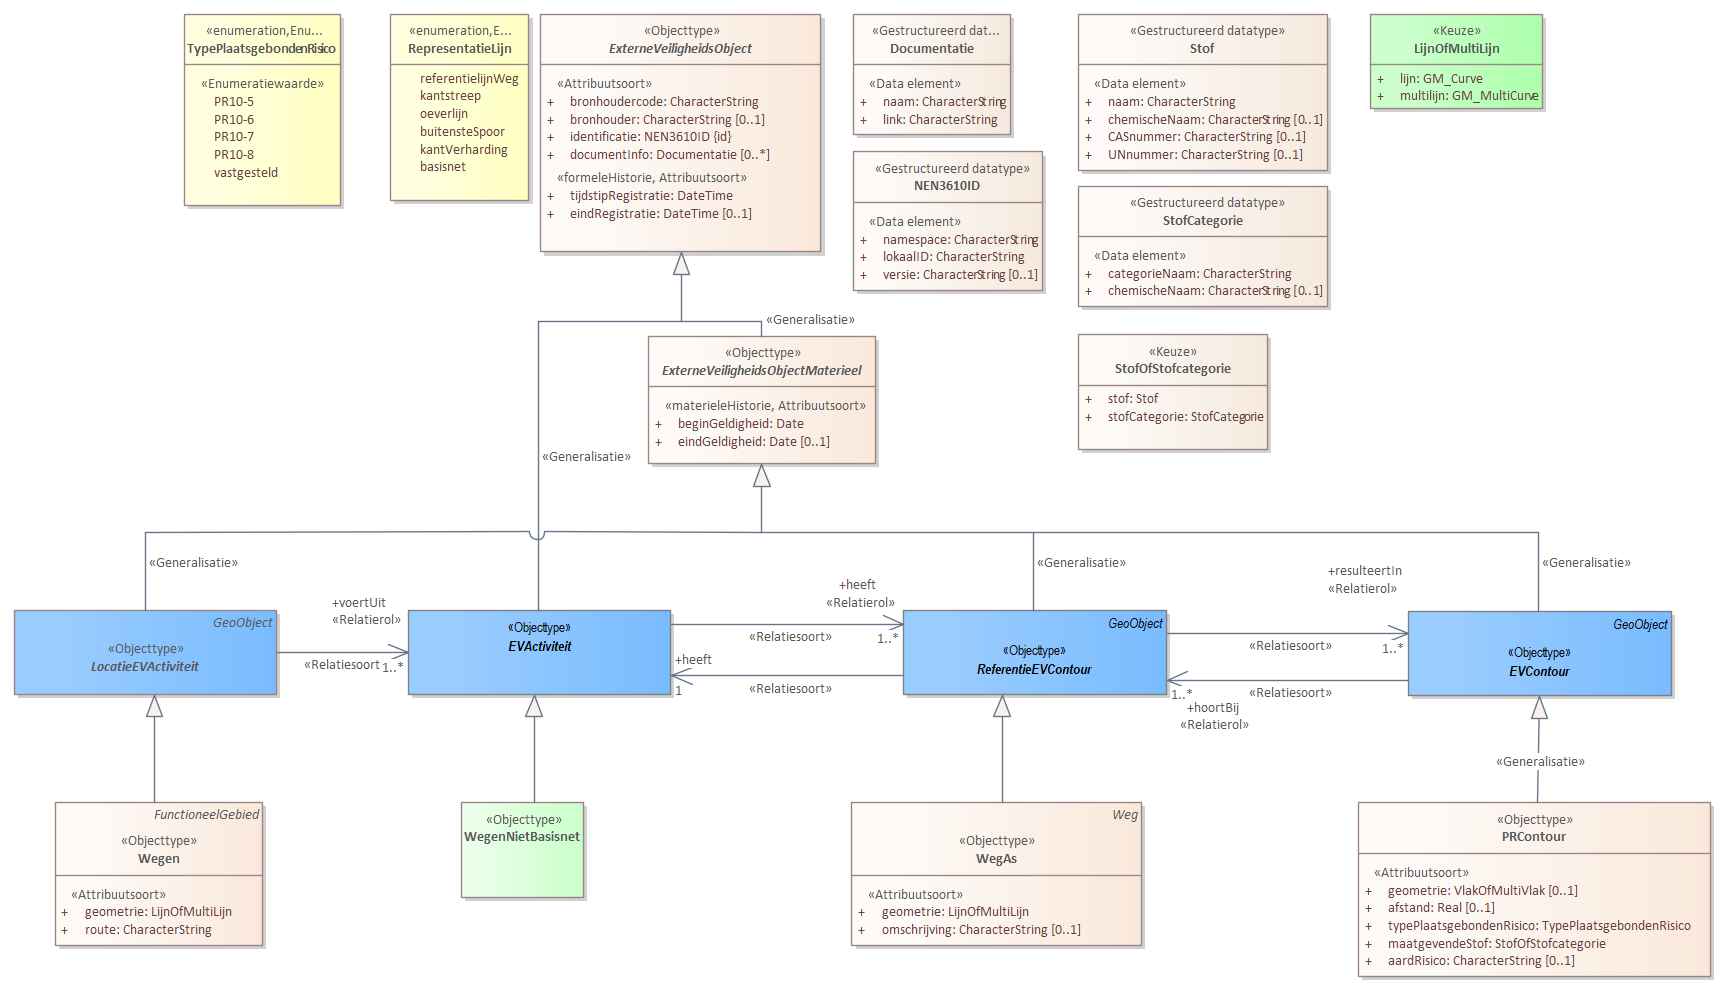 «enumeration,Enu...
TypePlaatsgebondenRisico
«Enumeratiewaarde»
PR10-5
PR10-6
PR10-7
PR10-8
vastgesteld
«enumeration,E...
RepresentatieLijn
referentielijnWeg
kantstreep
oeverlijn
buitensteSpoor
kantVerharding
basisnet
«Objecttype»
ExterneVeiligheidsObject
«Attribuutsoort»
+ bronhoudercode: CharacterString
+ bronhouder: CharacterString [0..1]
+ identificatie: NEN3610ID {id}
+ documentInfo: Documentatie [0..*]
«formeleHistorie, Attribuutsoort»
+ tijdstipRegistratie: DateTime
+ eindRegistratie: DateTime [0..1]
«Gestructureerd dat...
Documentatie
«Data element»
+ naam: CharacterString
+ link: CharacterString
«Gestructureerd datatype»
NEN3610ID
«Data element»
+ namespace: CharacterString
+ lokaalID: CharacterString
+ versie: CharacterString [0..1]
«Gestructureerd datatype»
Stof
«Data element»
+ naam: CharacterString
+ chemischeNaam: CharacterString [0..1]
+ CASnummer: CharacterString [0..1]
+ UNnummer: CharacterString [0..1]
«Gestructureerd datatype»
StofCategorie
«Data element»
+ categorieNaam: CharacterString
+ chemischeNaam: CharacterString [0..1]
«Keuze»
StofOfStofcategorie
+ stof: Stof
+ stofCategorie: StofCategorie
«Keuze»
LijnOfMultiLijn
+ lijn: GM_Curve
+ multilijn: GM_MultiCurve
«Generalisatie»
«Objecttype»
ExterneVeiligheidsObjectMaterieel
«materieleHistorie, Attribuutsoort»
+ beginGeldigheid: Date
+ eindGeldigheid: Date [0..1]
«Generalisatie»
«Generalisatie»
«Generalisatie»
«Generalisatie»
GeoObject
«Objecttype»
LocatieEVActiviteit
+voertUit
«Relatierol»
«Relatiesoort
1..*
«Objecttype»
EVActiviteit
+heeft
«Relatierol»
«Relatiesoort»
1..*
+heeft
1
«Relatiesoort»
GeoObject
«Objecttype»
ReferentieEVContour
+resulteertIn
«Relatierol»
«Relatiesoort»
1..*
1..*
«Relatiesoort»
+hoortBij
«Relatierol»
GeoObject
«Objecttype»
EVContour
«Generalisatie»
FunctioneelGebied
«Objecttype»
Wegen
«Attribuutsoort»
+ geometrie: LijnOfMultiLijn
+ route: CharacterString
«Objecttype»
WegenNietBasisnet
Weg
«Objecttype»
WegAs
«Attribuutsoort»
+ geometrie: LijnOfMultiLijn
+ omschrijving: CharacterString [0..1]
«Objecttype»
PRContour
«Attribuutsoort»
+ geometrie: VlakOfMultiVlak [0..1]
+ afstand: Real [0..1]
+ typePlaatsgebondenRisico: TypePlaatsgebondenRisico
+ maatgevendeStof: StofOfStofcategorie
+ aardRisico: CharacterString [0..1]